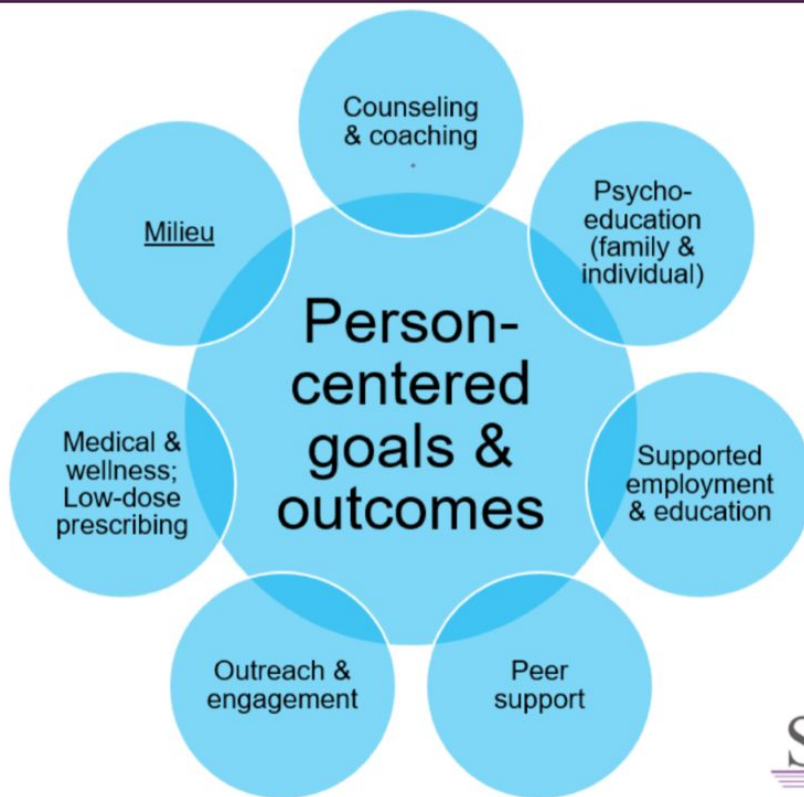 Counseling
& coaching
Psycho-
education
(family &
individual)
Milieu
Person-
centered
goals &
outcomes
Medical &
wellness;
Low-dose
prescribing
Supported
employment
& education
Outreach &
engagement
Peer
support
S